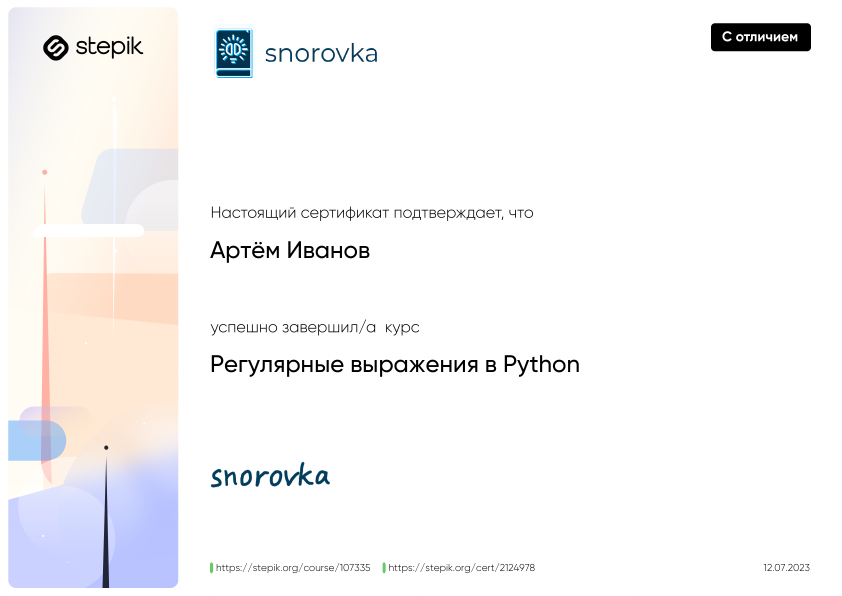 stepik
snorovka
С отличием
Настоящий сертификат подтверждает, что
Артём Иванов
успешно завершил/а курс
Регулярные выражения в Python
snorovka
https://stepik.org/course/107335 https://stepik.org/cert/2124978 12.07.2023